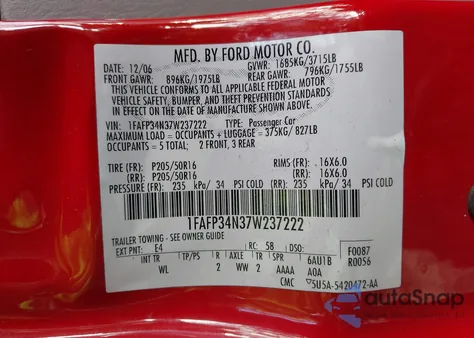 MFD. BY FORD MOTOR CO.
DATE: 12/06 GVWR: 1685KG/3715LB
FRONT GAWR: 896KG/1975LB REAR GAWR: 796KG/1755LB
THIS VEHICLE CONFORMS TO ALL APPLICABLE FEDERAL MOTOR
VEHICLE SAFETY, BUMPER, AND THEFT PREVENTION STANDARDS
IN EFFECT ON THE DATE OF MANUFACTURE SHOWN ABOVE.
VIN: 1FAFP34N37W237222 TYPE: Passenger Car
MAXIMUM LOAD = OCCUPANTS + LUGGAGE = 375KG/ 827LB
OCCUPANTS = 5 TOTAL; 2 FRONT, 3 REAR
TIRE (FR): P205/50R16 RIMS (FR): .16X6.0
(RR): P205/50R16 (RR): .16X6.0
PRESSURE (FR): 235 kPa/ 34 PSI COLD (RR): 235 kPa/ 34 PSI COLD
1FAFP34N37W237222
TRAILER TOWING - SEE OWNER GUIDE
EXT PNT: E4 RC: 58 DSO: F0087
INT TR TP/PS R AXLE TR SPR 6AU1B R0056
WL 2 WW 2 AAAA A0A
CMC 5U5A-5420472-AA
autoSnap